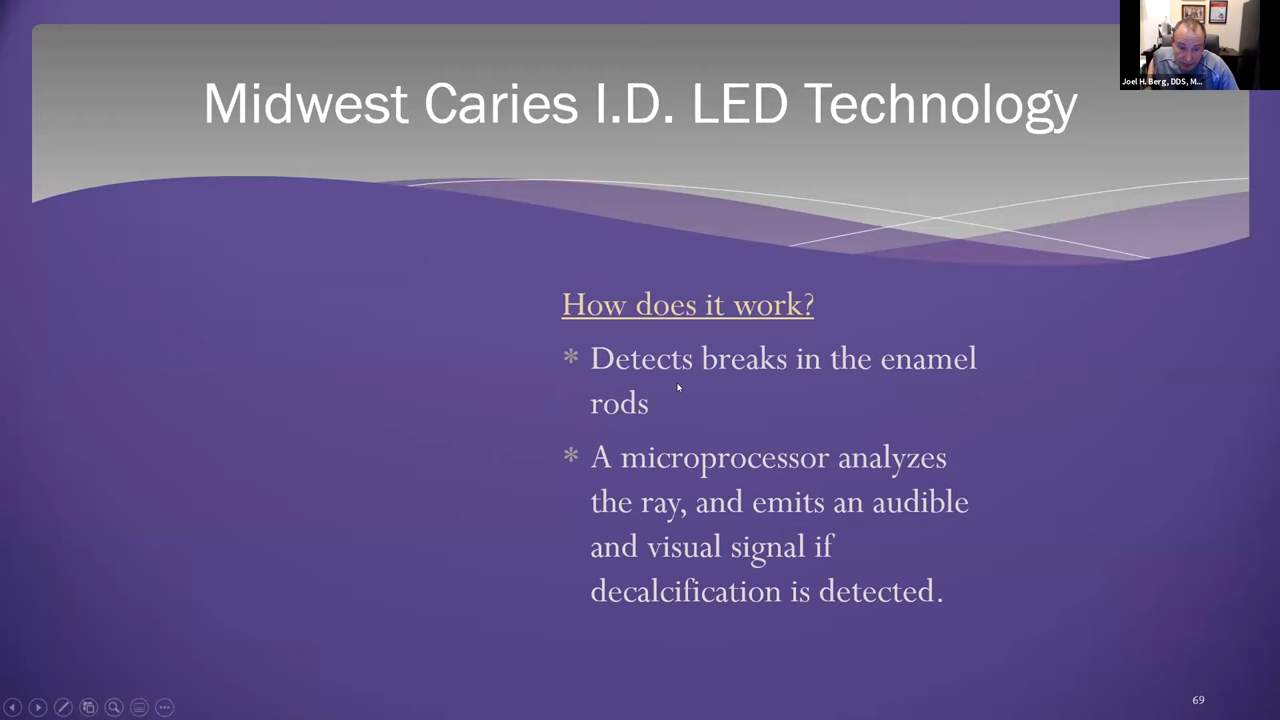 Midwest Caries I.D. LED Technology
Joel H. Berg, DDS, M...
How does it work?
* Detects breaks in the enamel
rods
* A microprocessor analyzes
the ray, and emits an audible
and visual signal if
decalcification is detected.
69